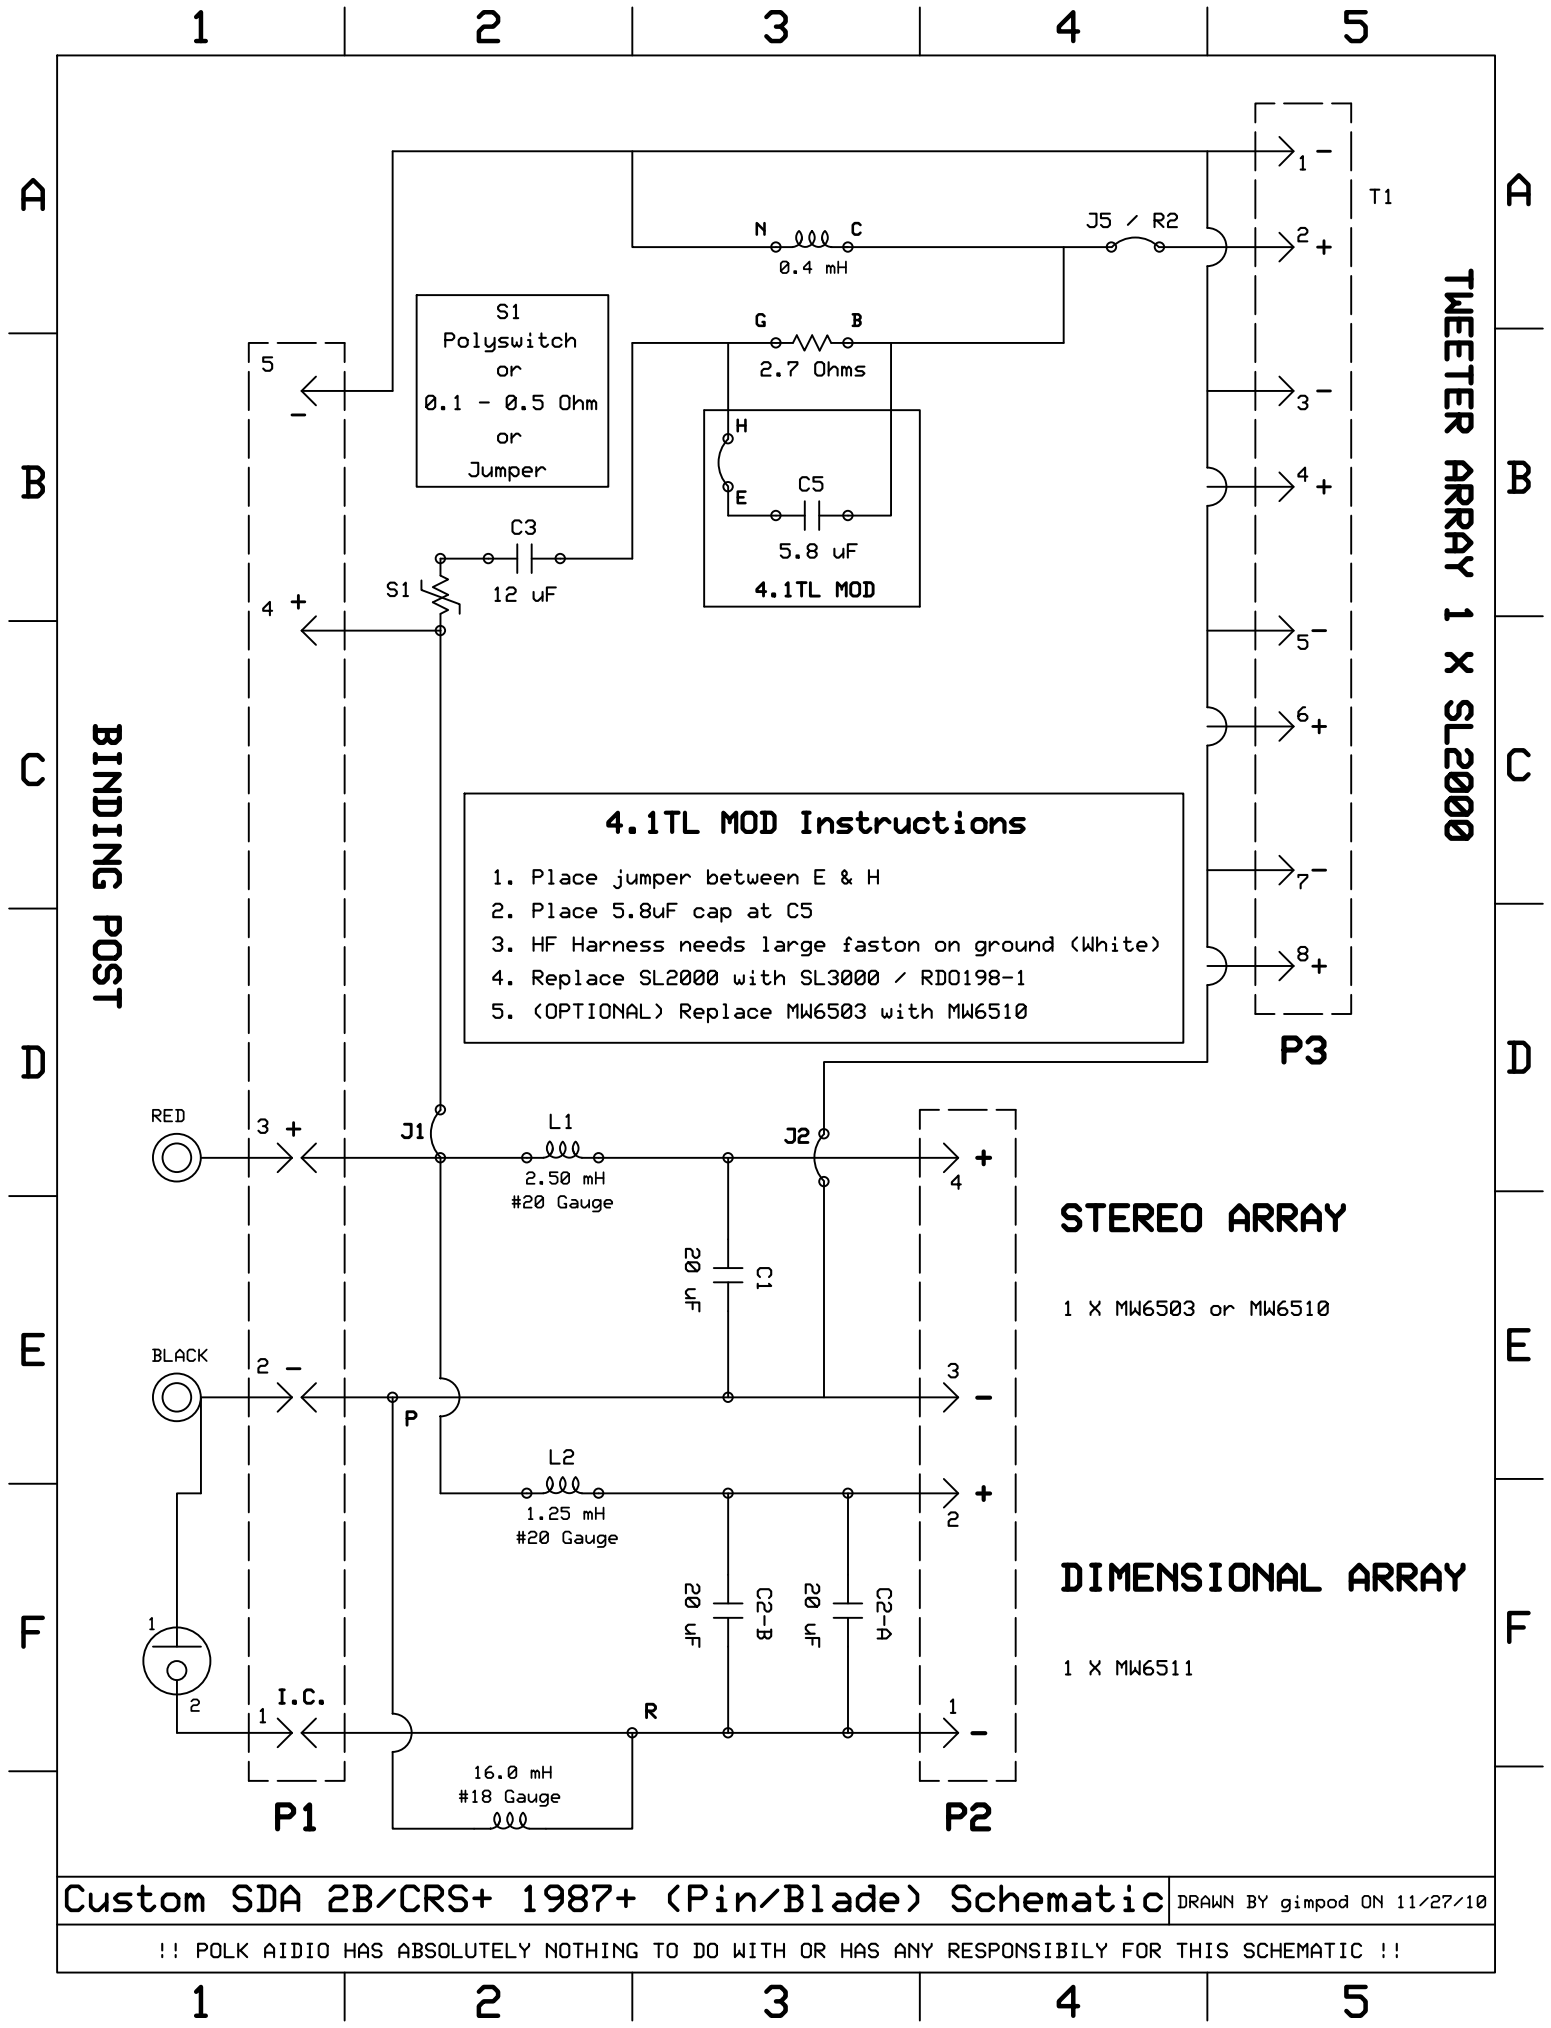 1 2 3 4 5
A A
1 -
T1
J5 / R2
N C
2 +
0.4 mH
S1
Polyswitch
or
0.1 - 0.5 Ohm
or
Jumper
G B
2.7 Ohms
5
-
3 -
TWEETER ARRAY 1 X SL2000
B B
H
E
C5
5.8 uF
4.1TL MOD
4 +
C3
12 uF
S1
4 +
5 -
6 +
C C
BINDING POST
4.1TL MOD Instructions
1. Place jumper between E & H
2. Place 5.8uF cap at C5
3. HF Harness needs large faston on ground (White)
4. Replace SL2000 with SL3000 / RDO198-1
5. (OPTIONAL) Replace MW6503 with MW6510
7 -
8 +
P3
D D
RED
3 +
J1
L1
2.50 mH
#20 Gauge
J2
+
4
STEREO ARRAY
20 uF
C1
1 X MW6503 or MW6510
E E
BLACK
2 -
P
3
-
L2
1.25 mH
#20 Gauge
+
2
DIMENSIONAL ARRAY
20 uF
C2-B
20 uF
C2-A
F F
1
2
1 X MW6511
I.C.
1
R
1
-
16.0 mH
#18 Gauge
P1
P2
Custom SDA 2B/CRS+ 1987+ (Pin/Blade) Schematic
DRAWN BY gimpod ON 11/27/10
!! POLK AIDIO HAS ABSOLUTELY NOTHING TO DO WITH OR HAS ANY RESPONSIBILY FOR THIS SCHEMATIC !!
1 2 3 4 5